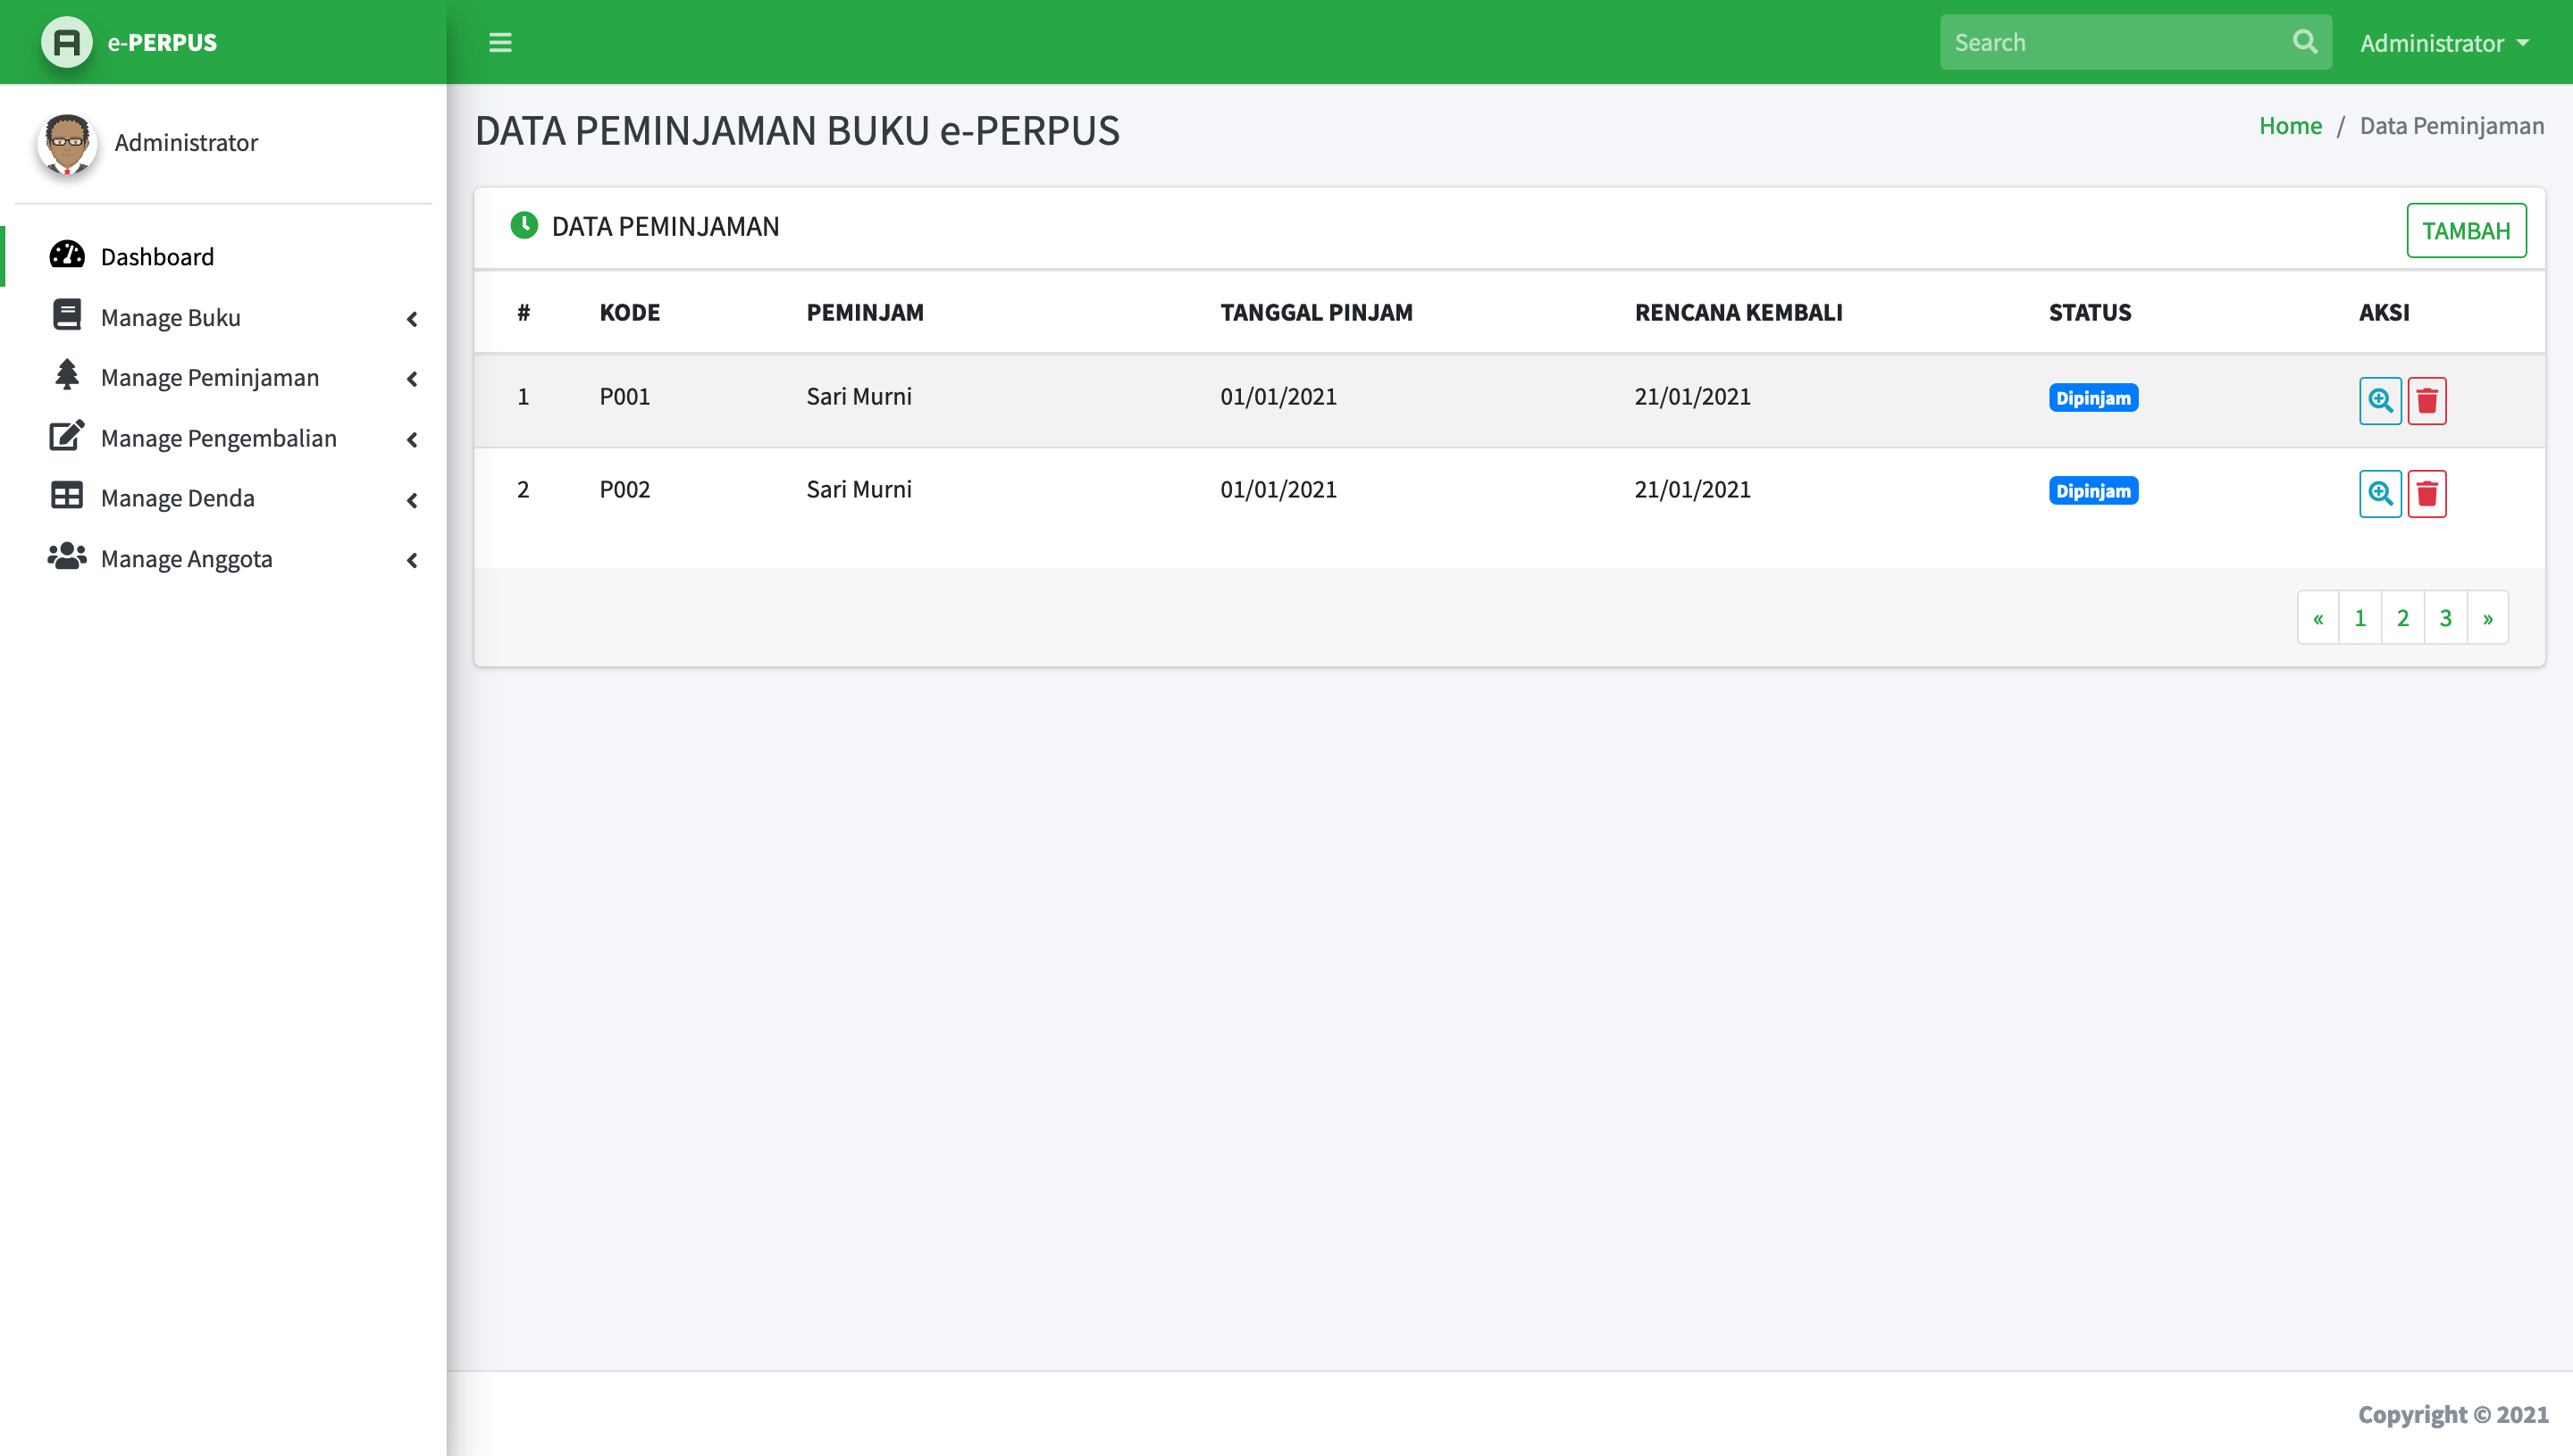 e-PERPUS
Search
Administrator
Administrator
Dashboard
Manage Buku
Manage Peminjaman
Manage Pengembalian
Manage Denda
Manage Anggota
DATA PEMINJAMAN BUKU e-PERPUS
Home / Data Peminjaman
DATA PEMINJAMAN
TAMBAH
# KODE PEMINJAM TANGGAL PINJAM RENCANA KEMBALI STATUS AKSI
1 P001 Sari Murni 01/01/2021 21/01/2021 Dipinjam
2 P002 Sari Murni 01/01/2021 21/01/2021 Dipinjam
« 1 2 3 »
Copyright © 2021